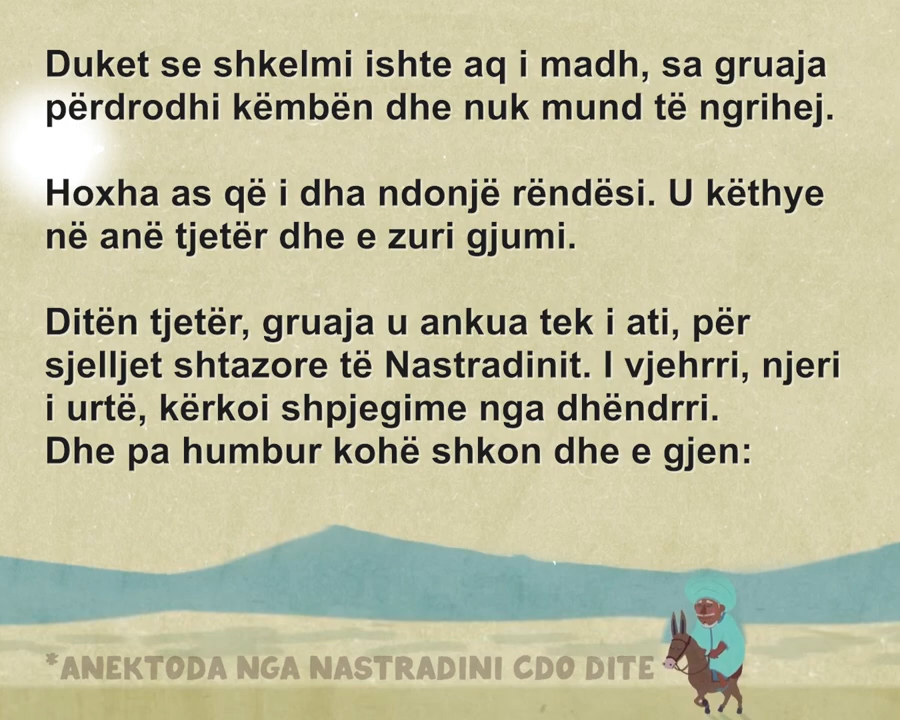 Duket se shkelmi ishte aq i madh, sa gruaja
përdrodhi këmbën dhe nuk mund të ngrihej.
Hoxha as që i dha ndonjë rëndësi. U këthye
në anë tjetër dhe e zuri gjumi.
Ditën tjetër, gruaja u ankua tek i ati, për
sjelljet shtazore të Nastradinit. I vjehrri, njeri
i urtë, kërkoi shpjegime nga dhëndrri.
Dhe pa humbur kohë shkon dhe e gjen:
*ANEKTODA NGA NASTRADINI CDO DITE